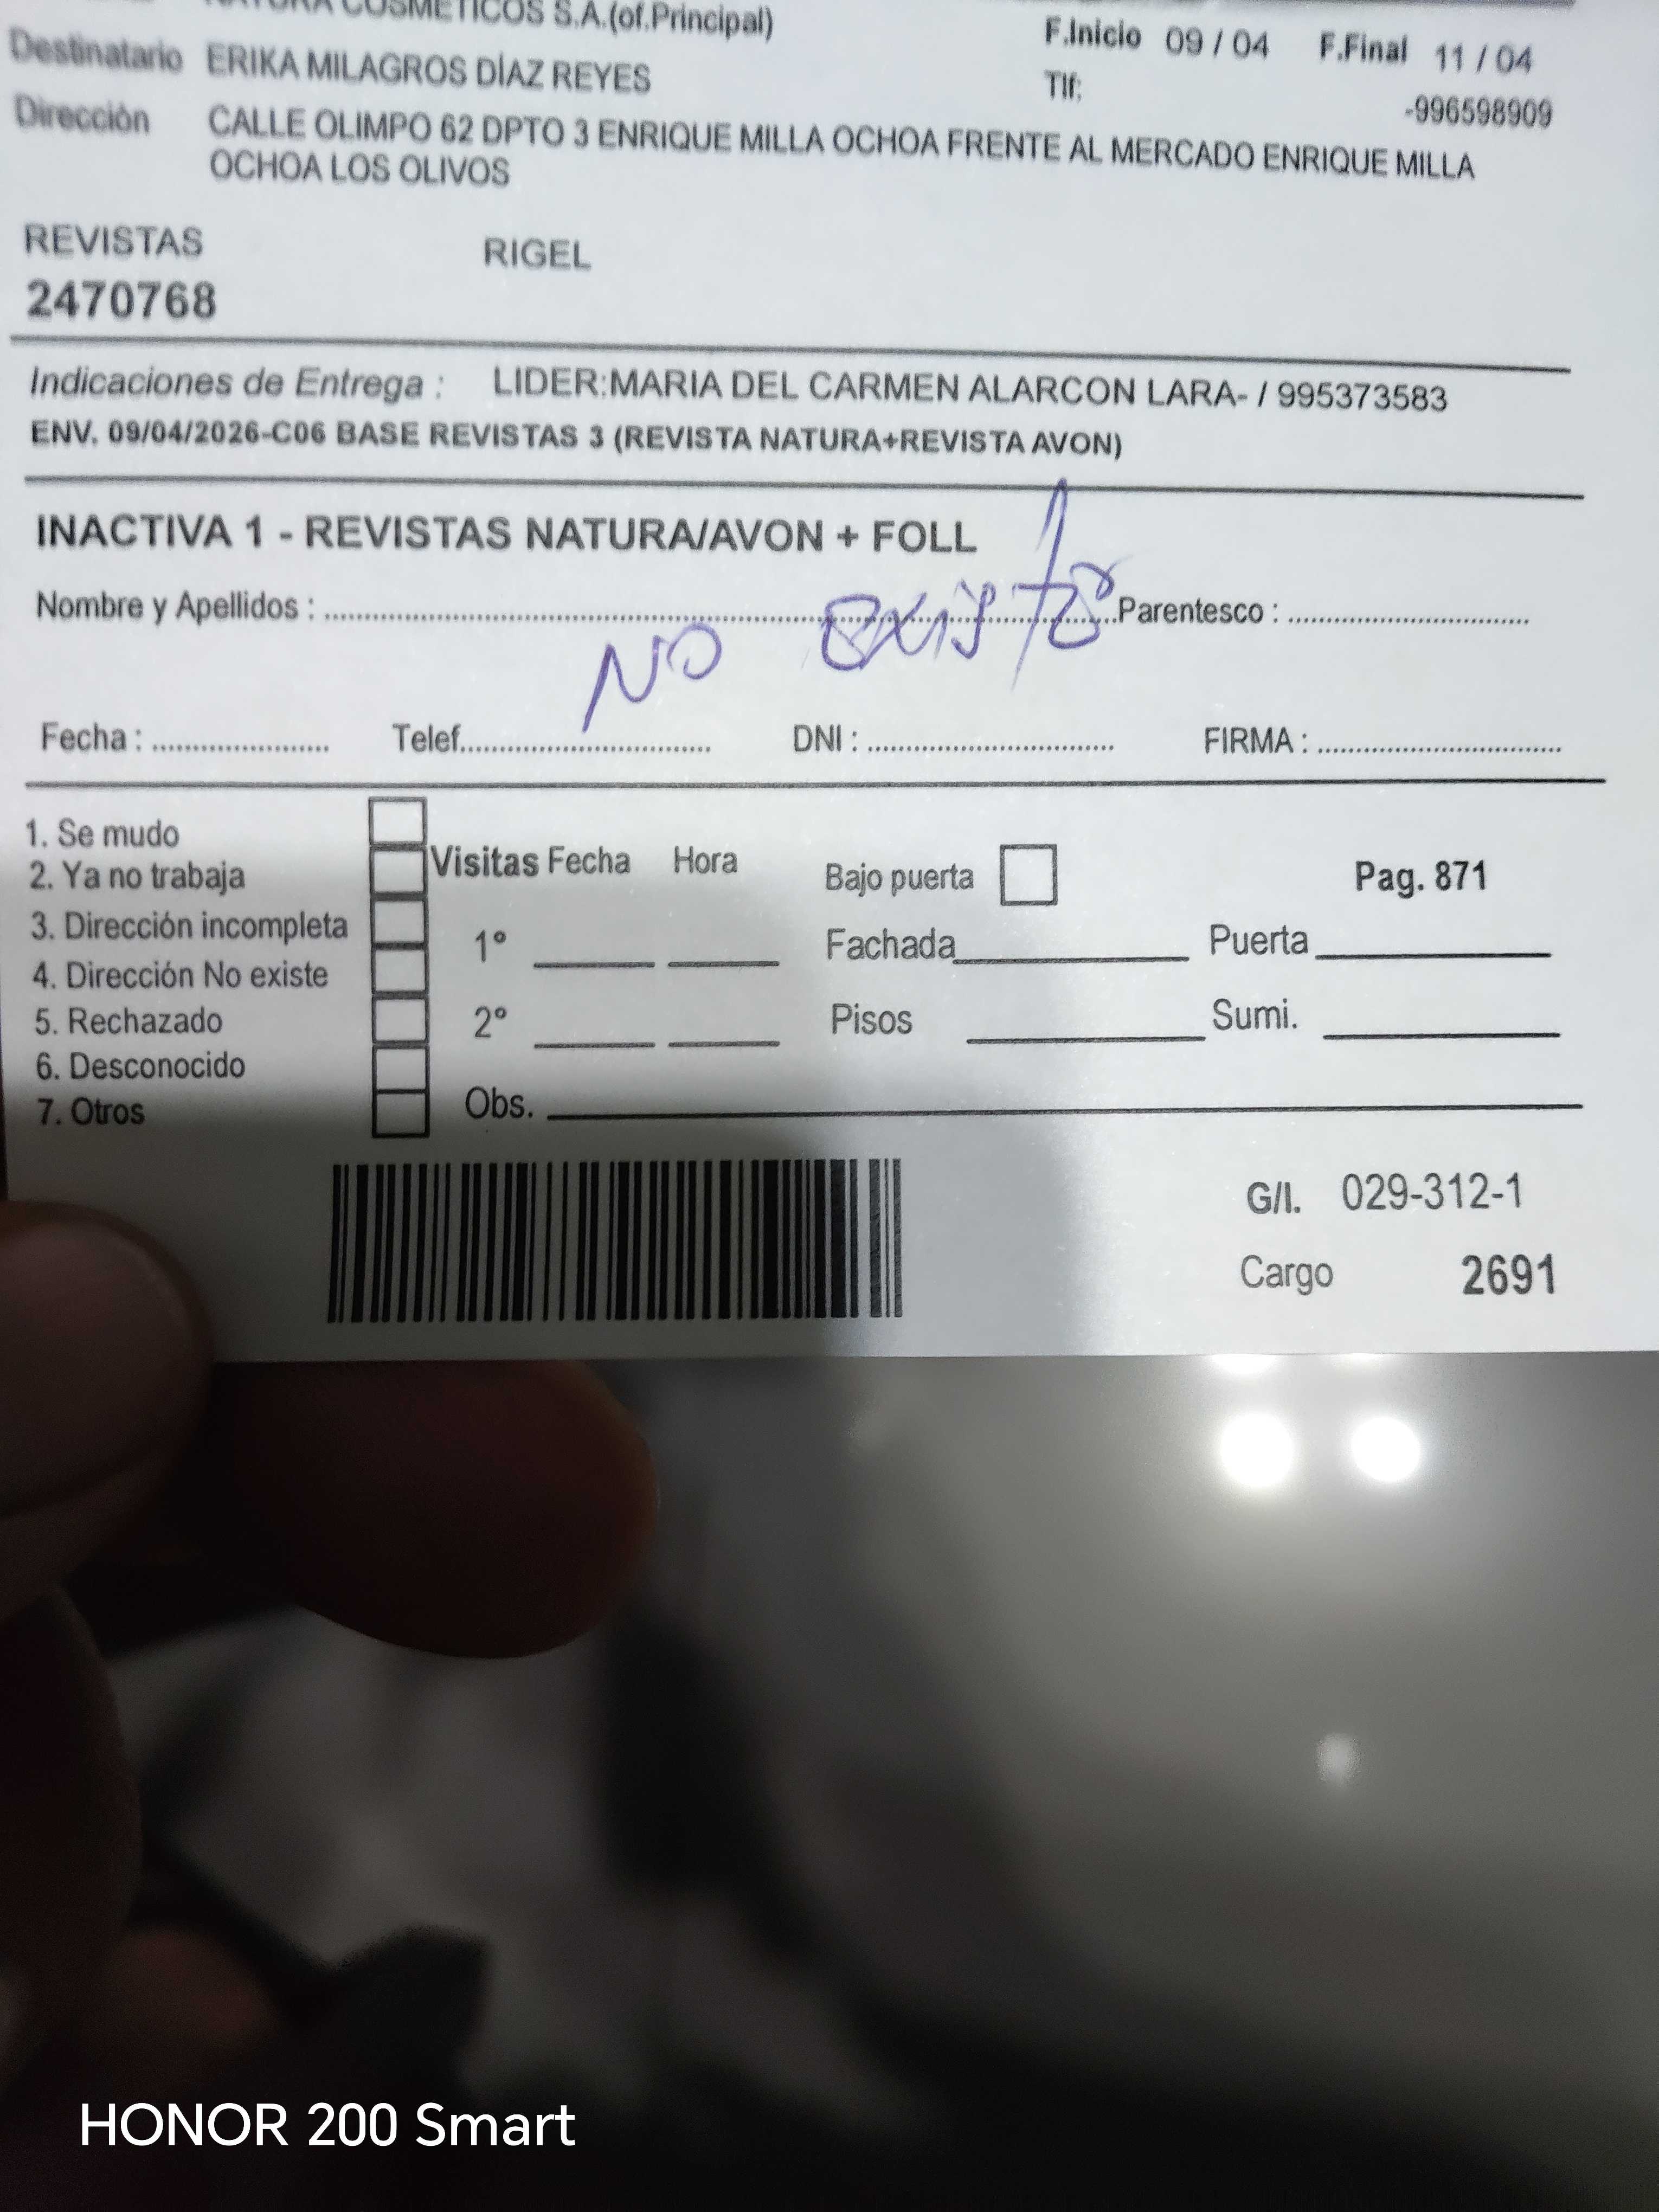 NATURA COSMETICOS S.A.(of.Principal)
F.Inicio 09 / 04 F.Final 11 / 04
Destinatario ERIKA MILAGROS DÍAZ REYES
Tlf: -996598909
Dirección CALLE OLIMPO 62 DPTO 3 ENRIQUE MILLA OCHOA FRENTE AL MERCADO ENRIQUE MILLA
OCHOA LOS OLIVOS
REVISTAS RIGEL
2470768
Indicaciones de Entrega : LIDER:MARIA DEL CARMEN ALARCON LARA- / 995373583
ENV. 09/04/2026-C06 BASE REVISTAS 3 (REVISTA NATURA+REVISTA AVON)
INACTIVA 1 - REVISTAS NATURA/AVON + FOLL
Nombre y Apellidos : Parentesco :
NO existe
Fecha : Telef. DNI : FIRMA :
1. Se mudo
2. Ya no trabaja
3. Dirección incompleta
4. Dirección No existe
5. Rechazado
6. Desconocido
7. Otros
Visitas Fecha Hora
1°
2°
Obs.
Bajo puerta Pag. 871
Fachada Puerta
Pisos Sumi.
G/I. 029-312-1
Cargo 2691
HONOR 200 Smart